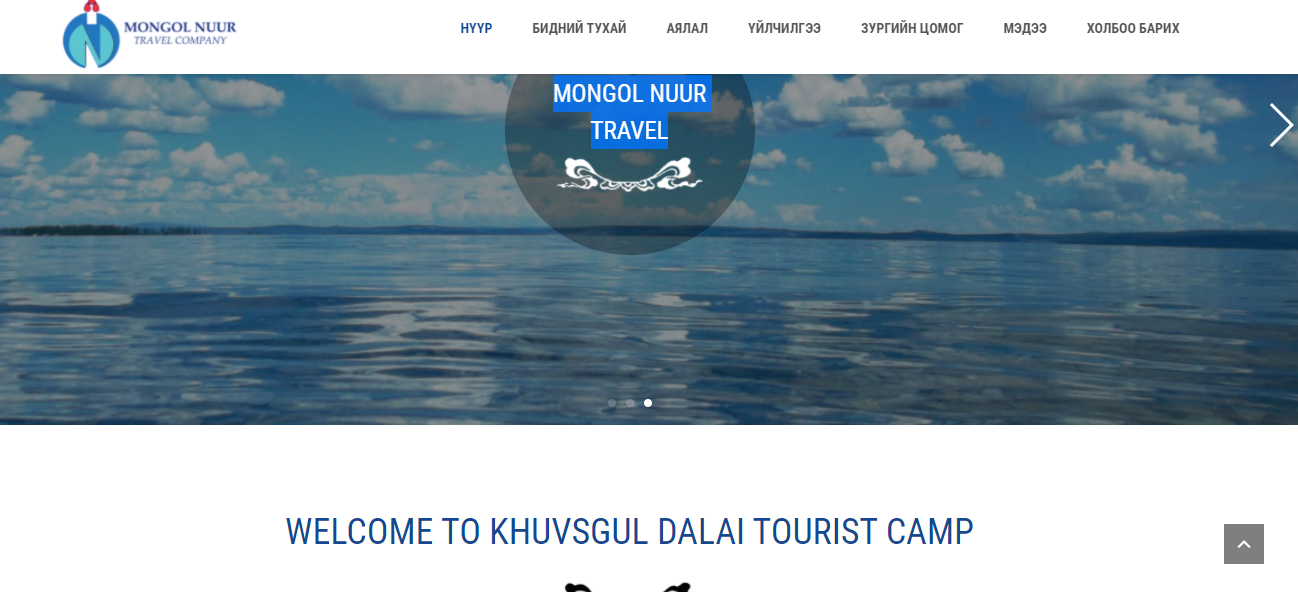 MONGOL NUUR
TRAVEL COMPANY
НҮҮР БИДНИЙ ТУХАЙ АЯЛАЛ ҮЙЛЧИЛГЭЭ ЗУРГИЙН ЦОМОГ МЭДЭЭ ХОЛБОО БАРИХ
MONGOL NUUR
TRAVEL
WELCOME TO KHUVSGUL DALAI TOURIST CAMP